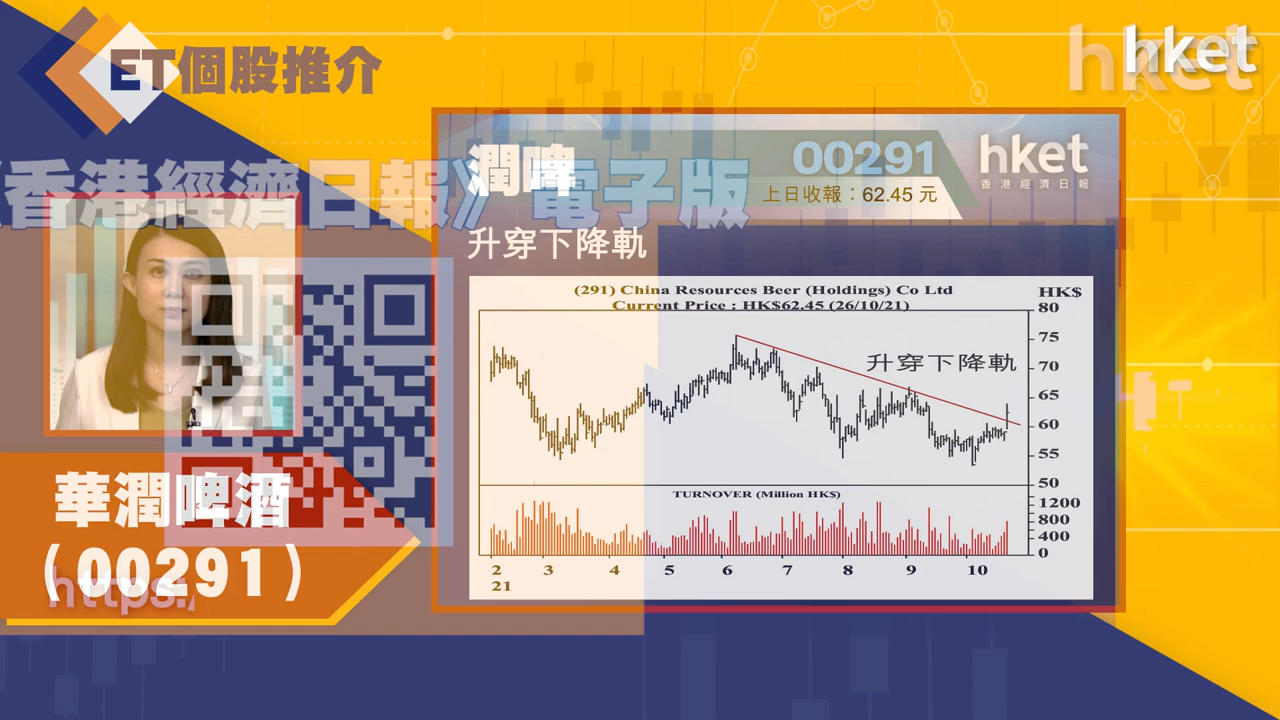 ET個股推介
hket
hket
《香港經濟日報》電子版
潤啤
00291
上日收報：62.45 元
hket
香港經濟日報
升穿下降軌
(291) China Resources Beer (Holdings) Co Ltd
Current Price : HK$62.45 (26/10/21)
HK$
80
75
升穿下降軌
70
65
60
55
50
TURNOVER (Million HK$)
1200
800
400
0
2 3 4 5 6 7 8 9 10
21
華潤啤酒
（00291）
https:/